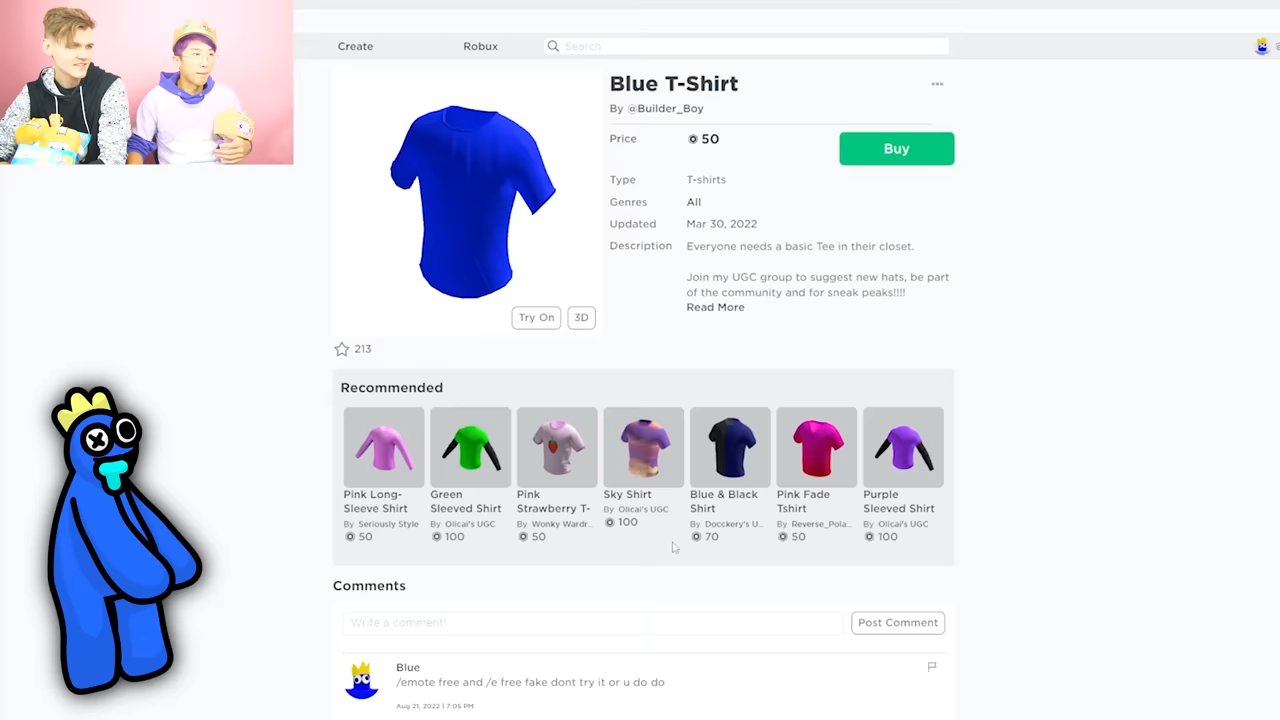 Create Robux Search
Blue T-Shirt
By @Builder_Boy
Price 50
Buy
Type T-shirts
Genres All
Updated Mar 30, 2022
Description Everyone needs a basic Tee in their closet.
Join my UGC group to suggest new hats, be part
of the community and for sneak peaks!!!!
Read More
Try On 3D
213
Recommended
Pink Long-
Sleeve Shirt
By Seriously Style
50
Green
Sleeved Shirt
By Olical's UGC
100
Pink
Strawberry T-
By Wonky Wardr...
50
Sky Shirt
By Olical's UGC
100
Blue & Black
Shirt
By Docckery's U...
70
Pink Fade
Tshirt
By Reverse_Pola...
50
Purple
Sleeved Shirt
By Olical's UGC
100
Comments
Write a comment!
Post Comment
Blue
/emote free and /e free fake dont try it or u do do
Aug 21, 2022 | 7:05 PM